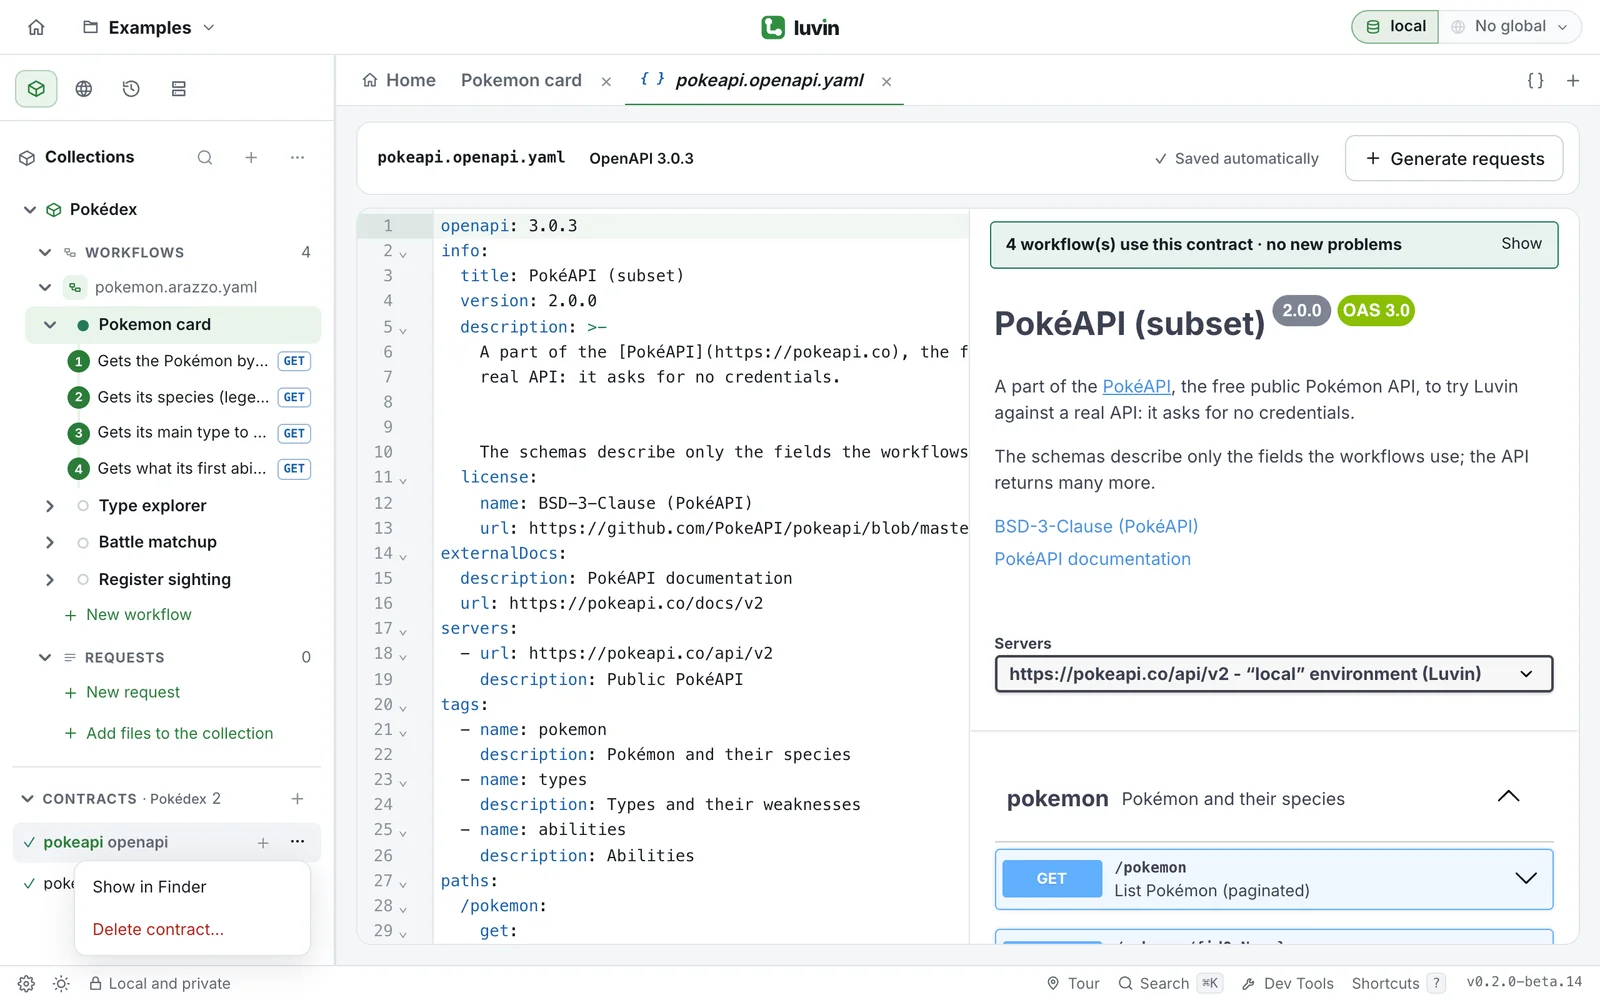 Examples
luvin
local
No global
Home
Pokemon card
{ } pokeapi.openapi.yaml
{}
Collections
Pokédex
WORKFLOWS 4
pokemon.arazzo.yaml
Pokemon card
1 Gets the Pokémon by... GET
2 Gets its species (lege... GET
3 Gets its main type to ... GET
4 Gets what its first abi... GET
Type explorer
Battle matchup
Register sighting
+ New workflow
REQUESTS 0
+ New request
+ Add files to the collection
CONTRACTS · Pokédex 2
pokeapi openapi
Show in Finder
Delete contract...
pokeapi.openapi.yaml OpenAPI 3.0.3
Saved automatically
+ Generate requests
1 openapi: 3.0.3
2 info:
3 title: PokéAPI (subset)
4 version: 2.0.0
5 description: >-
6 A part of the [PokéAPI](https://pokeapi.co), the f
7 real API: it asks for no credentials.
8
9
10 The schemas describe only the fields the workflows
11 license:
12 name: BSD-3-Clause (PokéAPI)
13 url: https://github.com/PokeAPI/pokeapi/blob/maste
14 externalDocs:
15 description: PokéAPI documentation
16 url: https://pokeapi.co/docs/v2
17 servers:
18 - url: https://pokeapi.co/api/v2
19 description: Public PokéAPI
20 tags:
21 - name: pokemon
22 description: Pokémon and their species
23 - name: types
24 description: Types and their weaknesses
25 - name: abilities
26 description: Abilities
27 paths:
28 /pokemon:
29 get:
4 workflow(s) use this contract · no new problems Show
PokéAPI (subset) 2.0.0 OAS 3.0
A part of the PokéAPI, the free public Pokémon API, to try Luvin
against a real API: it asks for no credentials.
The schemas describe only the fields the workflows use; the API
returns many more.
BSD-3-Clause (PokéAPI)
PokéAPI documentation
Servers
https://pokeapi.co/api/v2 - “local” environment (Luvin)
pokemon Pokémon and their species
GET /pokemon
List Pokémon (paginated)
Local and private
Tour
Search ⌘K
Dev Tools
Shortcuts ?
v0.2.0-beta.14